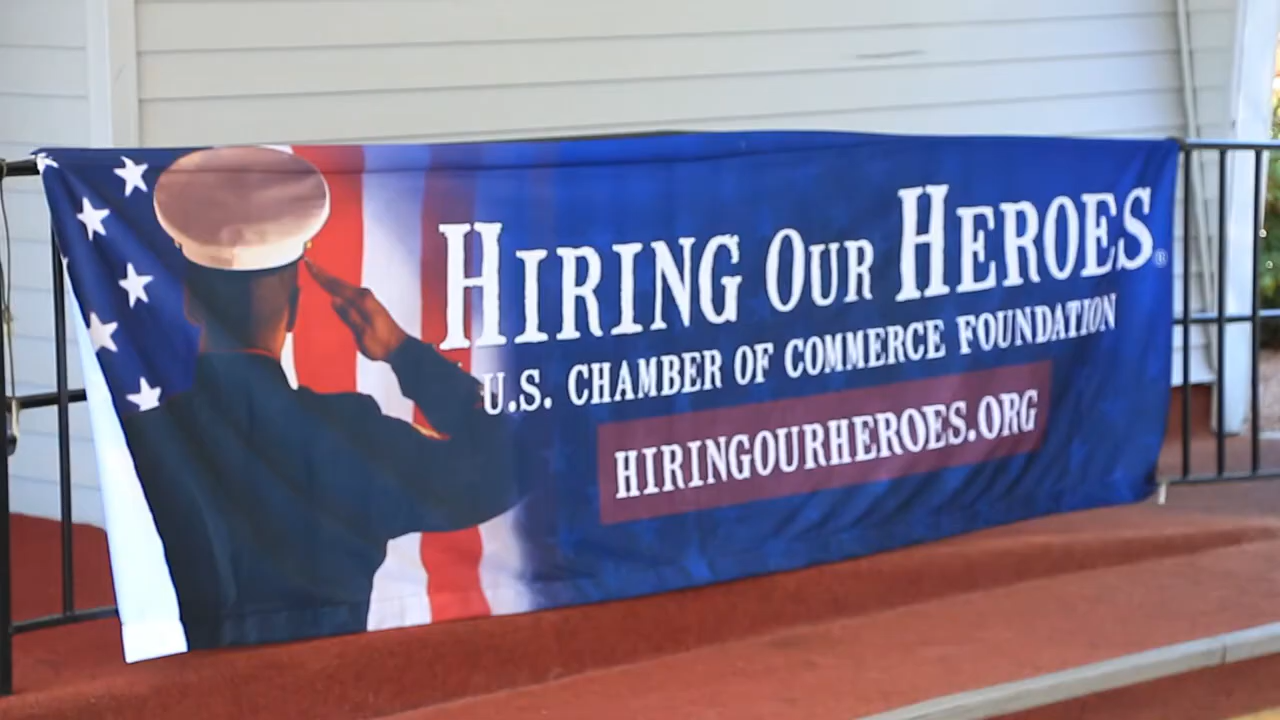 HIRING OUR HEROES®
U.S. CHAMBER OF COMMERCE FOUNDATION
HIRINGOURHEROES.ORG